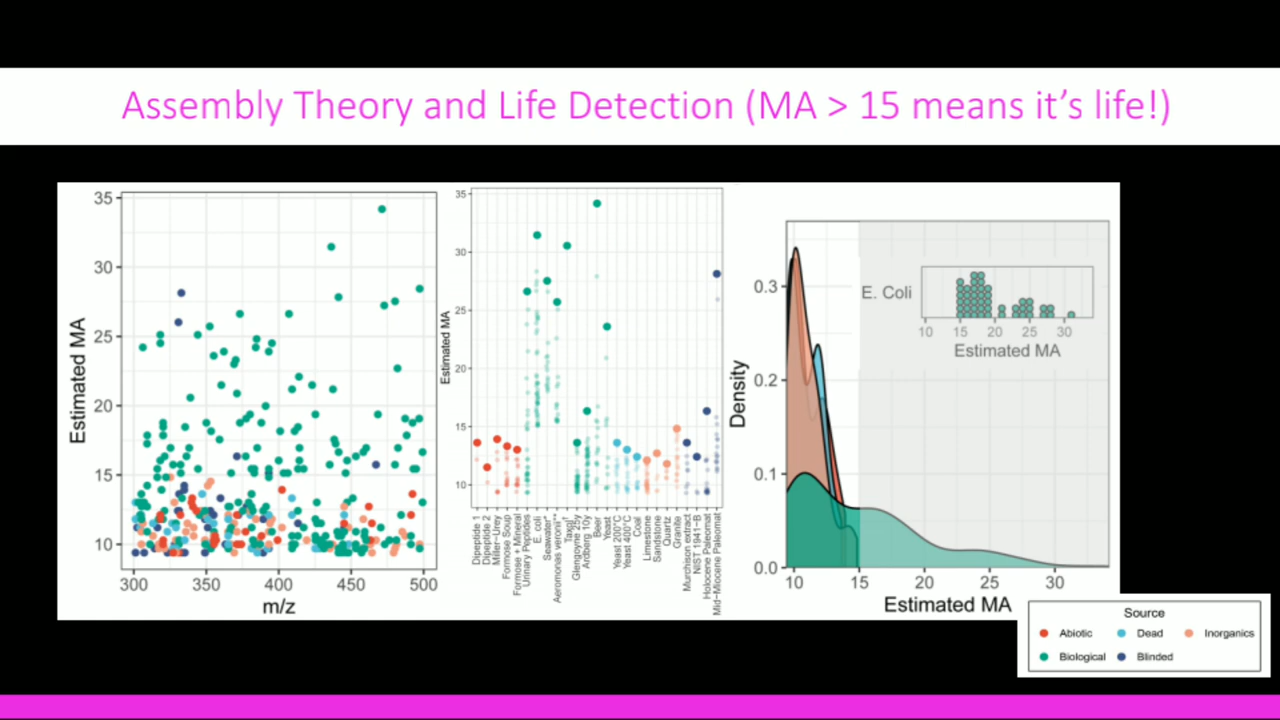 Assembly Theory and Life Detection (MA > 15 means it's life!)
35
30
25
20
15
10
Estimated MA
300
350
400
450
500
m/z
35
30
25
20
15
10
Estimated MA
Dipeptide 1
Dipeptide 2
Miller-Urey
Formose Soup
Formose + Mineral
Urinary Peptides
E. coli
Seawater*
Aeromonas veronii**
Taxol†
Glengoyne 25y
Ardberg 10y
Beer
Yeast
Yeast 200°C
Yeast 400°C
Coal
Limestone
Sandstone
Quartz
Granite
Murchison extract
NIST 1941-B
Holocene Paleomat
Mid-Miocene Paleomat
0.3
0.2
0.1
0.0
Density
10
15
20
25
30
Estimated MA
E. Coli
10
15
20
25
30
Estimated MA
Source
Abiotic
Dead
Inorganics
Biological
Blinded